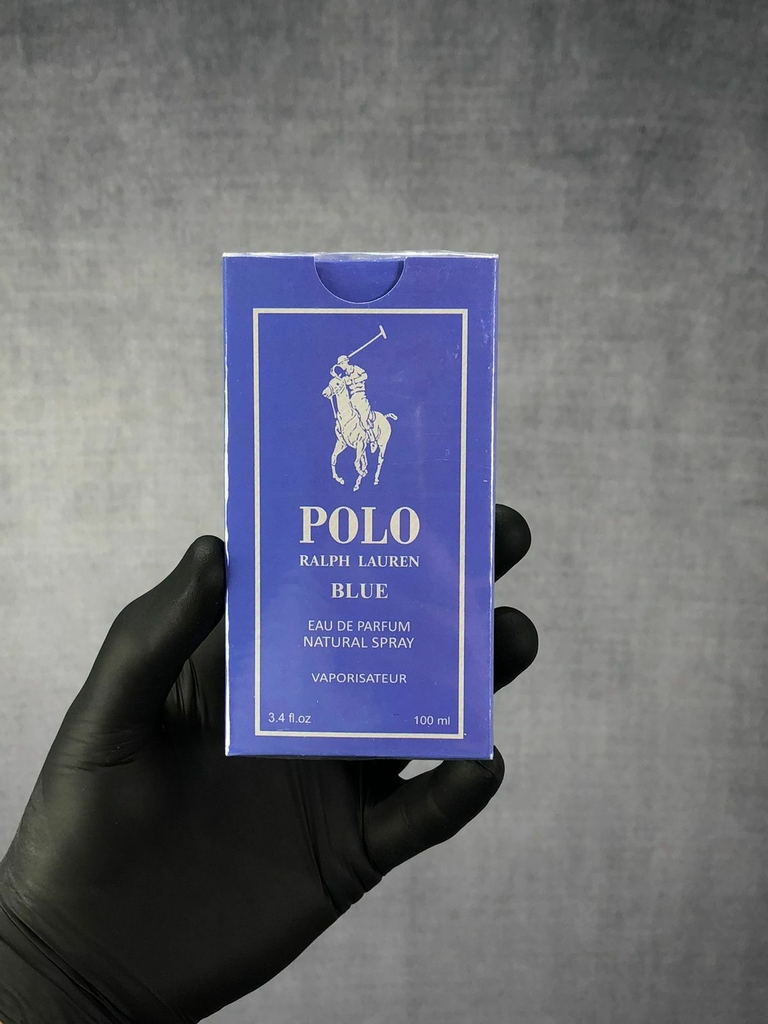 POLO
RALPH LAUREN
BLUE
EAU DE PARFUM
NATURAL SPRAY
VAPORISATEUR
3.4 fl.oz 100 ml